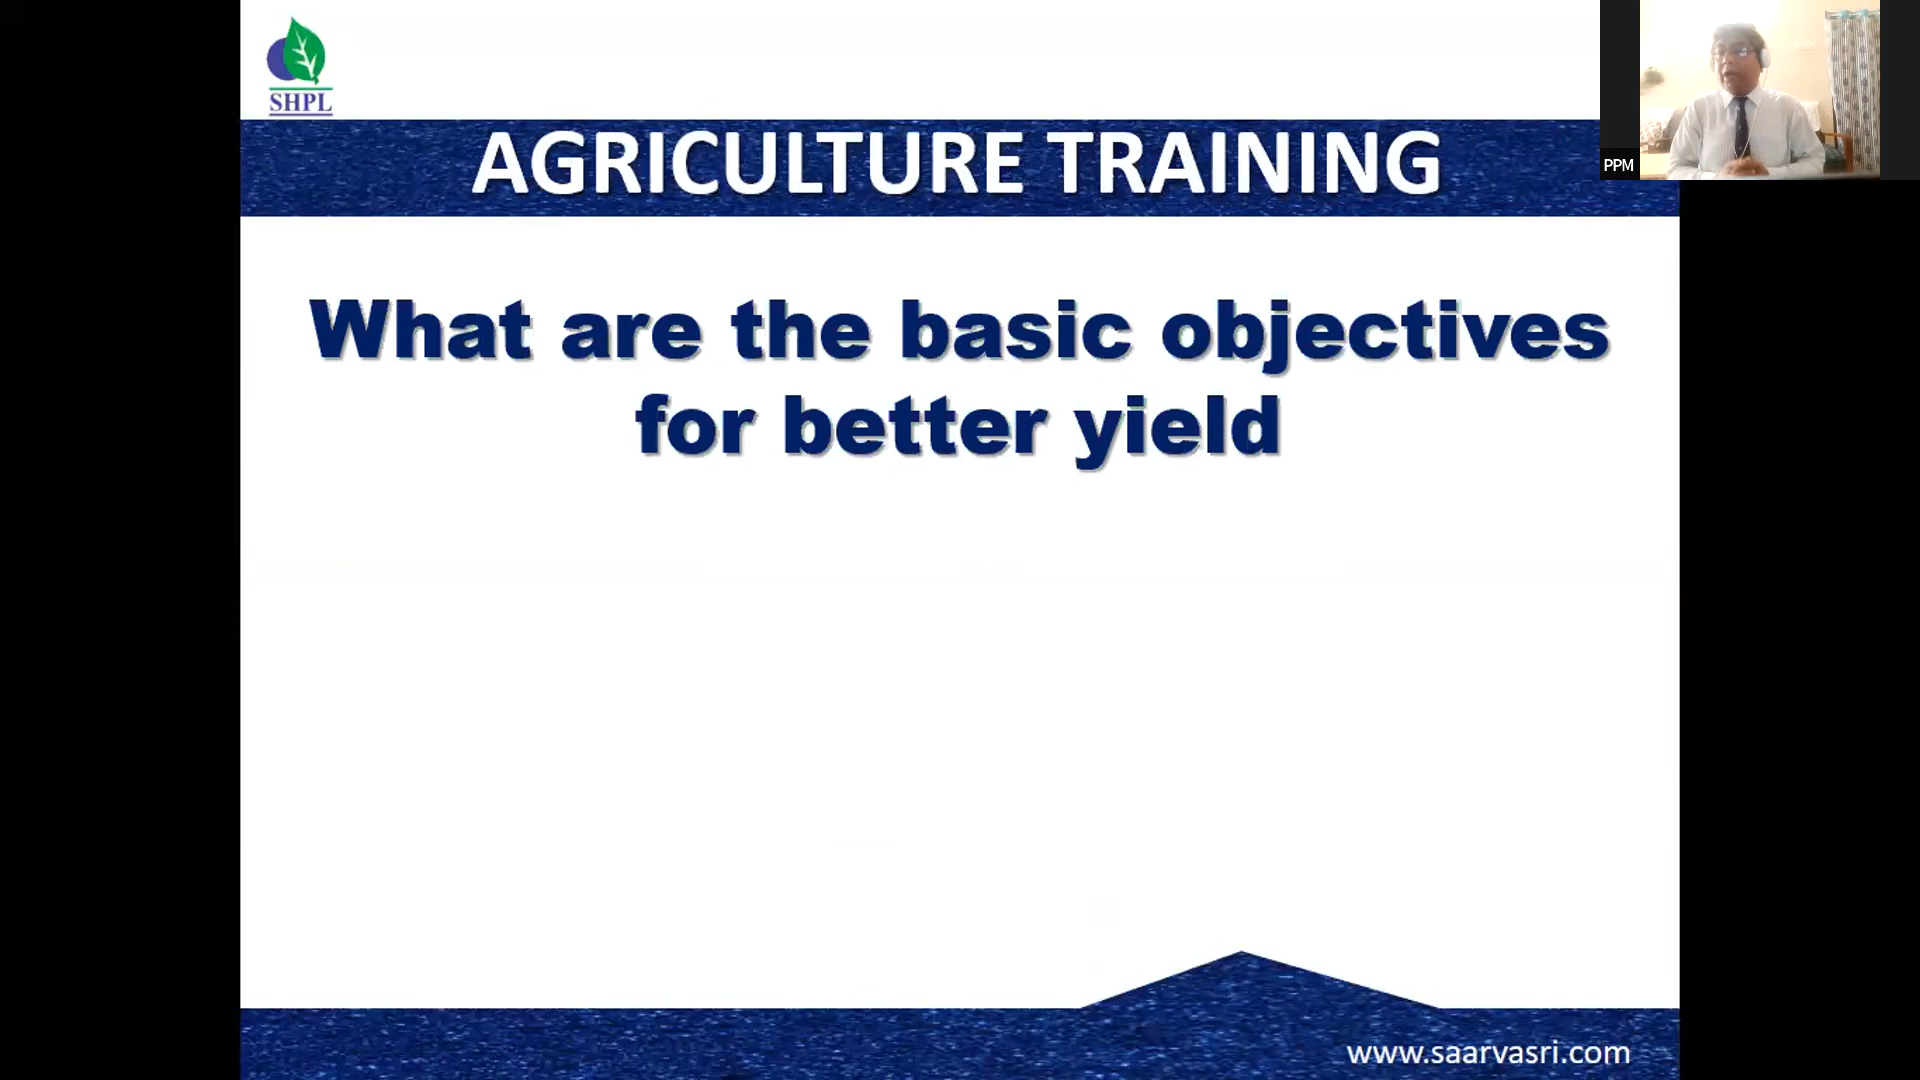 SHPL
AGRICULTURE TRAINING
PPM
What are the basic objectives
for better yield
www.saarvasri.com